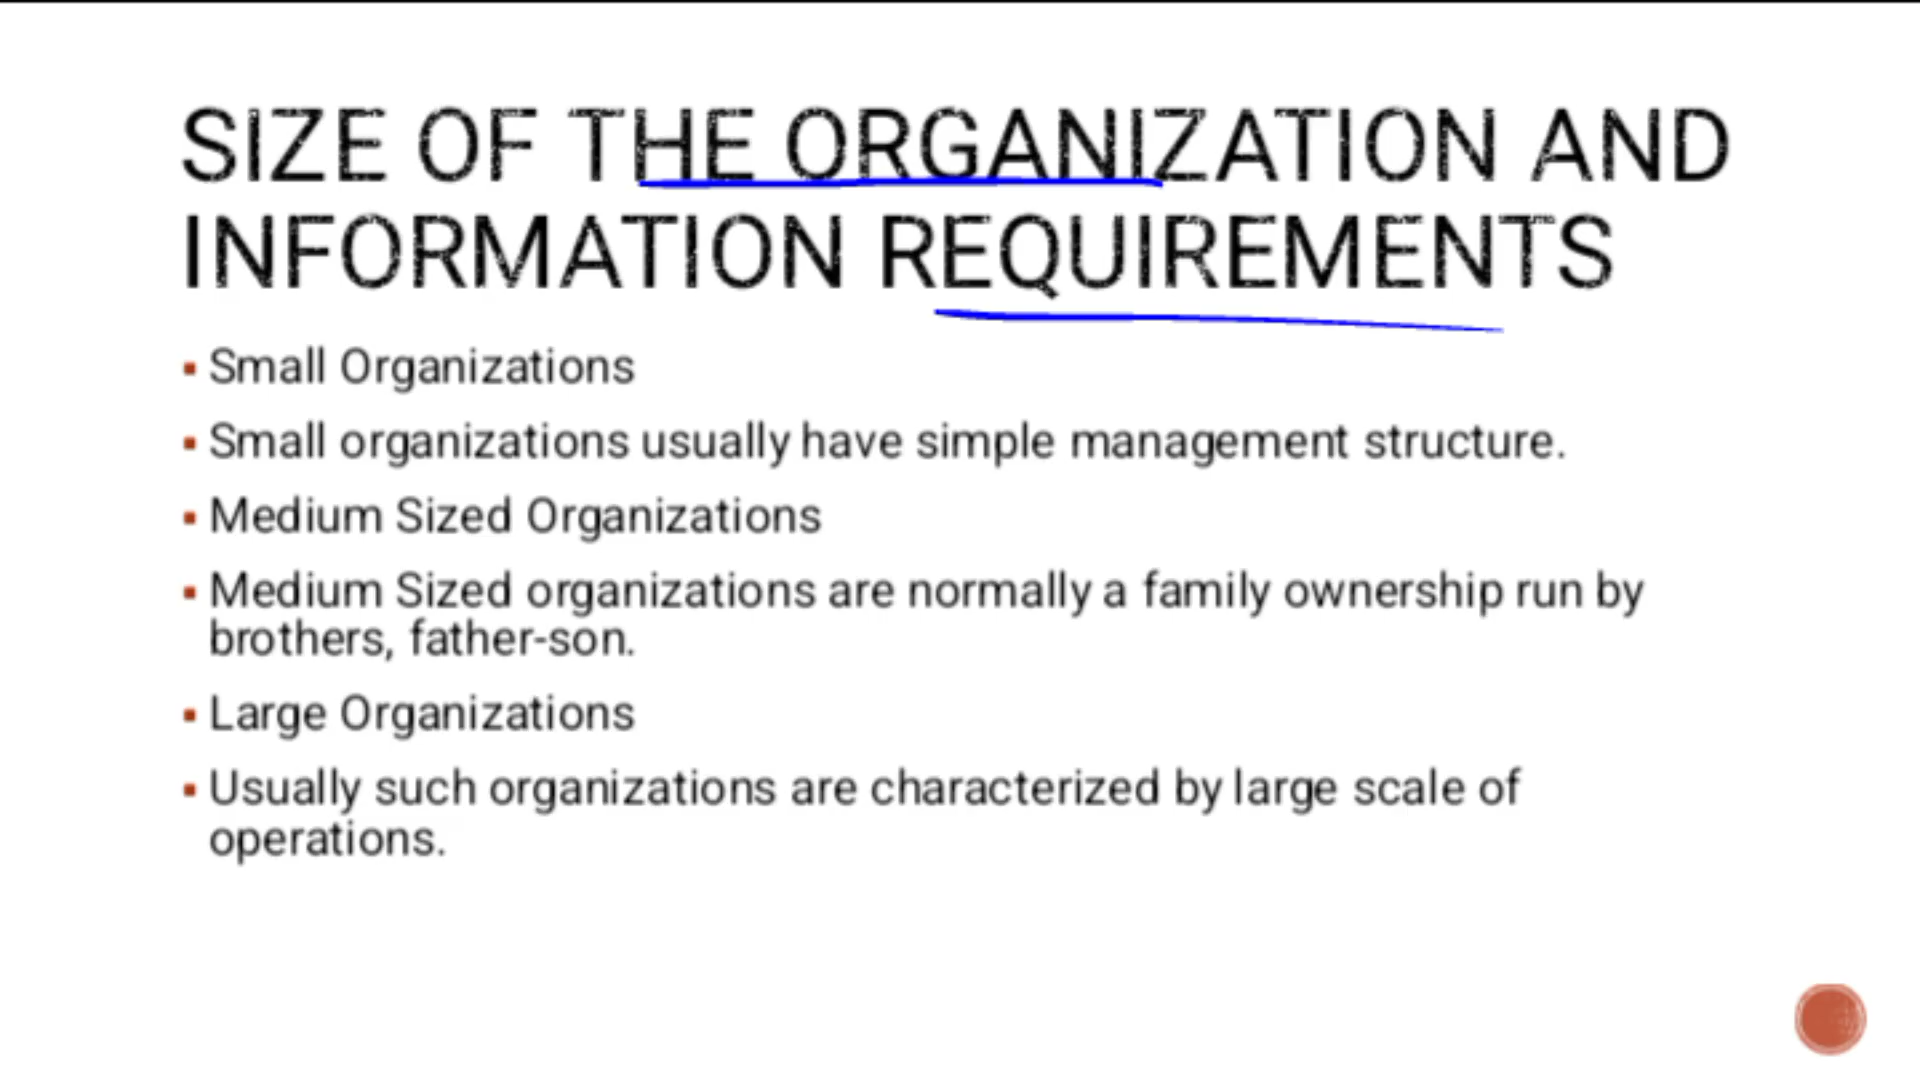 SIZE OF THE ORGANIZATION AND
INFORMATION REQUIREMENTS
▪ Small Organizations
▪ Small organizations usually have simple management structure.
▪ Medium Sized Organizations
▪ Medium Sized organizations are normally a family ownership run by
brothers, father-son.
▪ Large Organizations
▪ Usually such organizations are characterized by large scale of
operations.